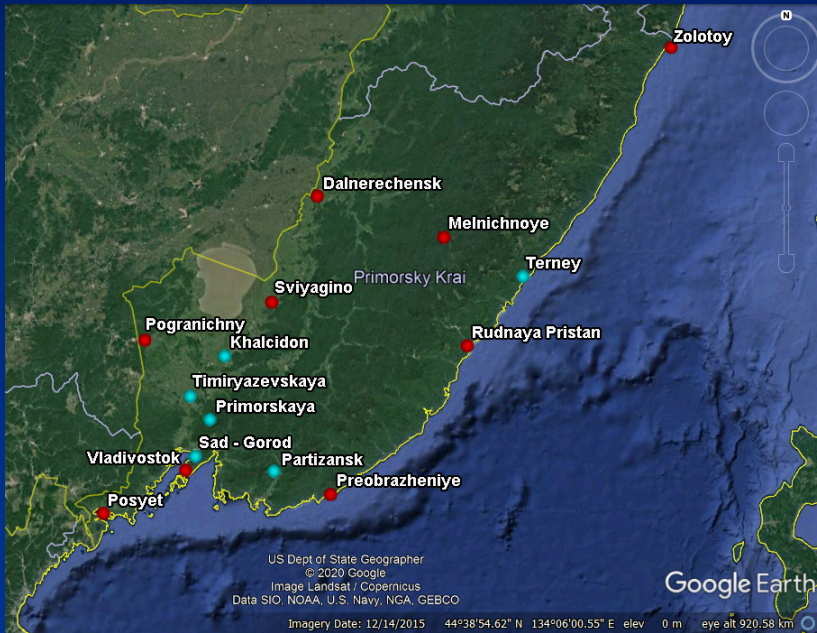 N
Zolotoy
Dalnerechensk
Melnichnoye
Terney
Primorsky Krai
Sviyagino
Pogranichny
Rudnaya Pristan
Khalcidon
Timiryazevskaya
Primorskaya
Sad - Gorod
Vladivostok
Partizansk
Preobrazheniye
Posyet
US Dept of State Geographer
© 2020 Google
Image Landsat / Copernicus
Data SIO, NOAA, U.S. Navy, NGA, GEBCO
Google Earth
Imagery Date: 12/14/2015 44°38'54.62" N 134°06'00.55" E elev 0 m eye alt 920.58 km